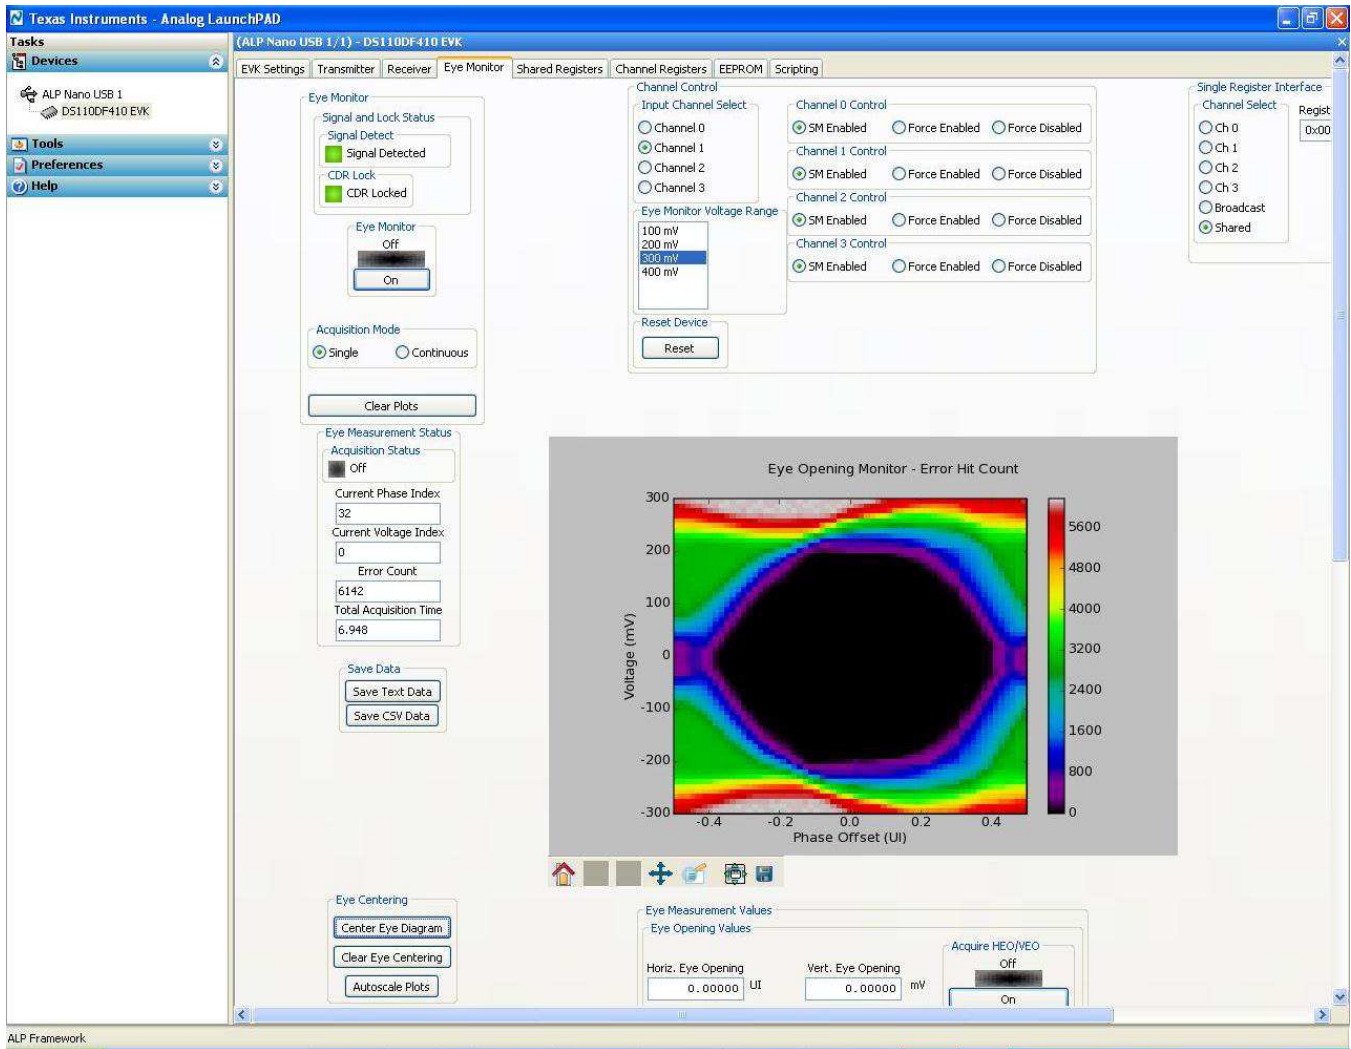 Texas Instruments - Analog LaunchPAD
Tasks
(ALP Nano USB 1/1) - DS110DF410 EVK
Devices
ALP Nano USB 1
DS110DF410 EVK
Tools
Preferences
Help
EVK Settings Transmitter Receiver Eye Monitor Shared Registers Channel Registers EEPROM Scripting
Eye Monitor
Signal and Lock Status
Signal Detect
Signal Detected
CDR Lock
CDR Locked
Eye Monitor
Off
On
Acquisition Mode
Single Continuous
Clear Plots
Channel Control
Input Channel Select
Channel 0
Channel 1
Channel 2
Channel 3
Eye Monitor Voltage Range
100 mV
200 mV
300 mV
400 mV
Reset Device
Reset
Channel 0 Control
SM Enabled Force Enabled Force Disabled
Channel 1 Control
SM Enabled Force Enabled Force Disabled
Channel 2 Control
SM Enabled Force Enabled Force Disabled
Channel 3 Control
SM Enabled Force Enabled Force Disabled
Single Register Interface
Channel Select
Regist
0x00
Ch 0
Ch 1
Ch 2
Ch 3
Broadcast
Shared
Eye Measurement Status
Acquisition Status
Off
Current Phase Index
32
Current Voltage Index
0
Error Count
6142
Total Acquisition Time
6.948
Save Data
Save Text Data
Save CSV Data
Eye Opening Monitor - Error Hit Count
300
200
100
0
-100
-200
-300
Voltage (mV)
-0.4 -0.2 0.0 0.2 0.4
Phase Offset (UI)
5600
4800
4000
3200
2400
1600
800
0
Eye Centering
Center Eye Diagram
Clear Eye Centering
Autoscale Plots
Eye Measurement Values
Eye Opening Values
Horiz. Eye Opening
0.00000 UI
Vert. Eye Opening
0.00000 mV
Acquire HEO/VEO
Off
On
ALP Framework